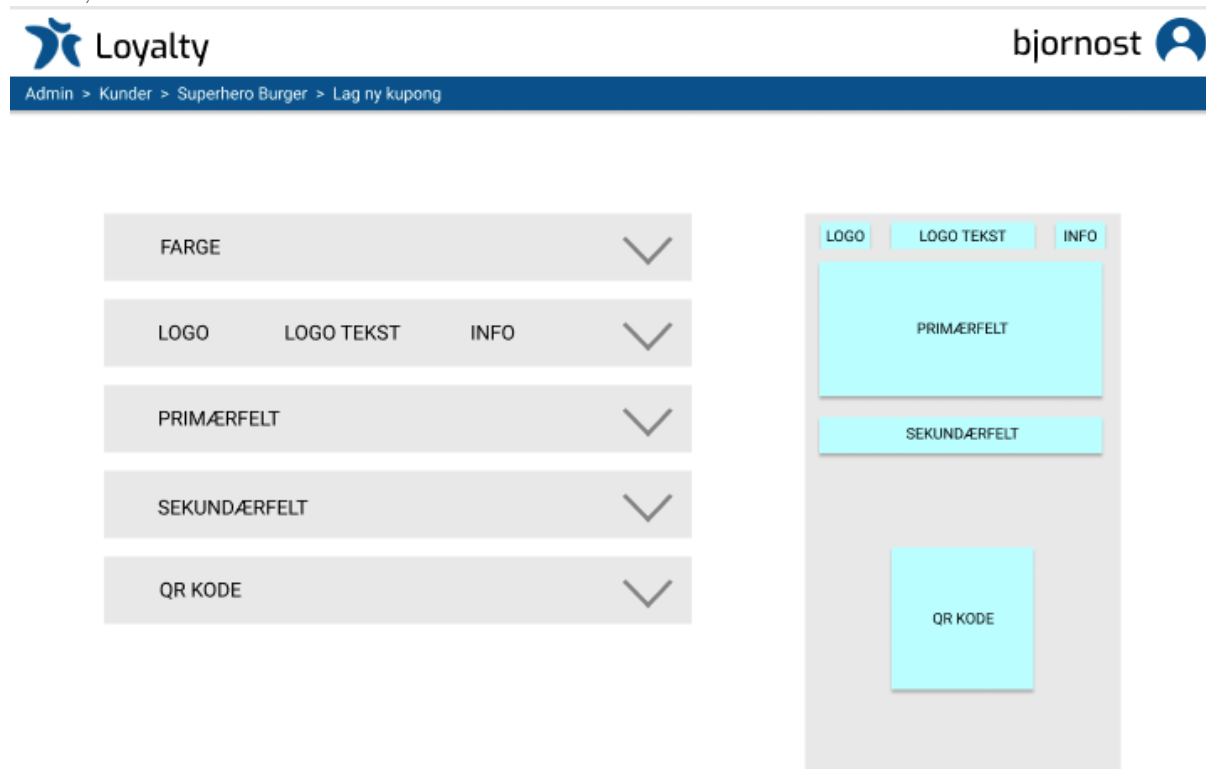 Loyalty
bjornost
Admin > Kunder > Superhero Burger > Lag ny kupong
FARGE
LOGO LOGO TEKST INFO
PRIMÆRFELT
SEKUNDÆRFELT
QR KODE
LOGO LOGO TEKST INFO
PRIMÆRFELT
SEKUNDÆRFELT
QR KODE